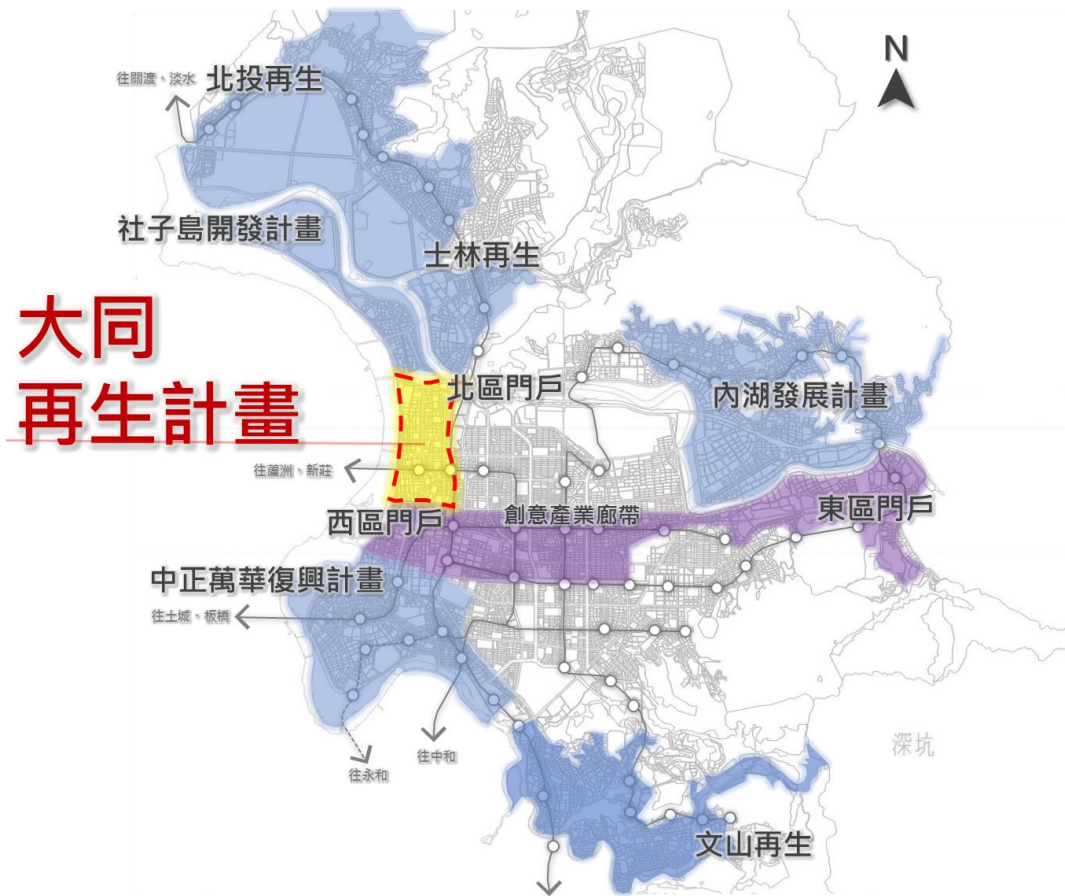 N
往關渡、淡水
北投再生
社子島開發計畫
士林再生
大同
再生計畫
北區門戶
內湖發展計畫
往蘆洲、新莊
西區門戶
創意產業廊帶
東區門戶
中正萬華復興計畫
往土城、板橋
往中和
往永和
深坑
文山再生